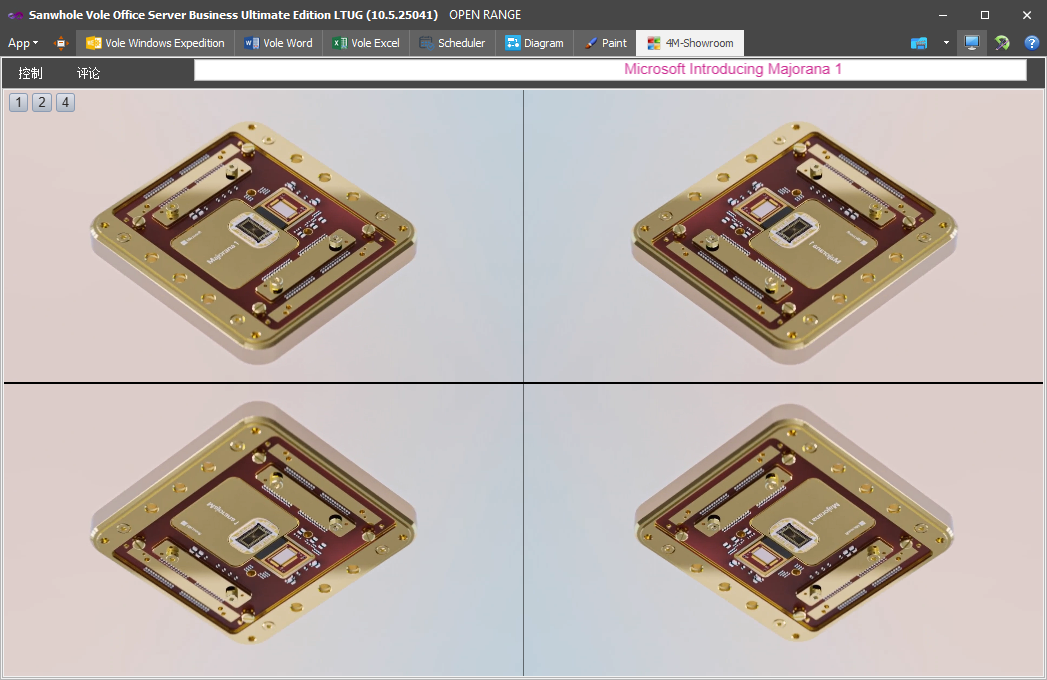 Sanwhole Vole Office Server Business Ultimate Edition LTUG (10.5.25041) OPEN RANGE
App Vole Windows Expedition Vole Word Vole Excel Scheduler Diagram Paint 4M-Showroom
控制 评论 Microsoft Introducing Majorana 1
1 2 4
Majorana 1
Majorana 1
Majorana 1
Majorana 1